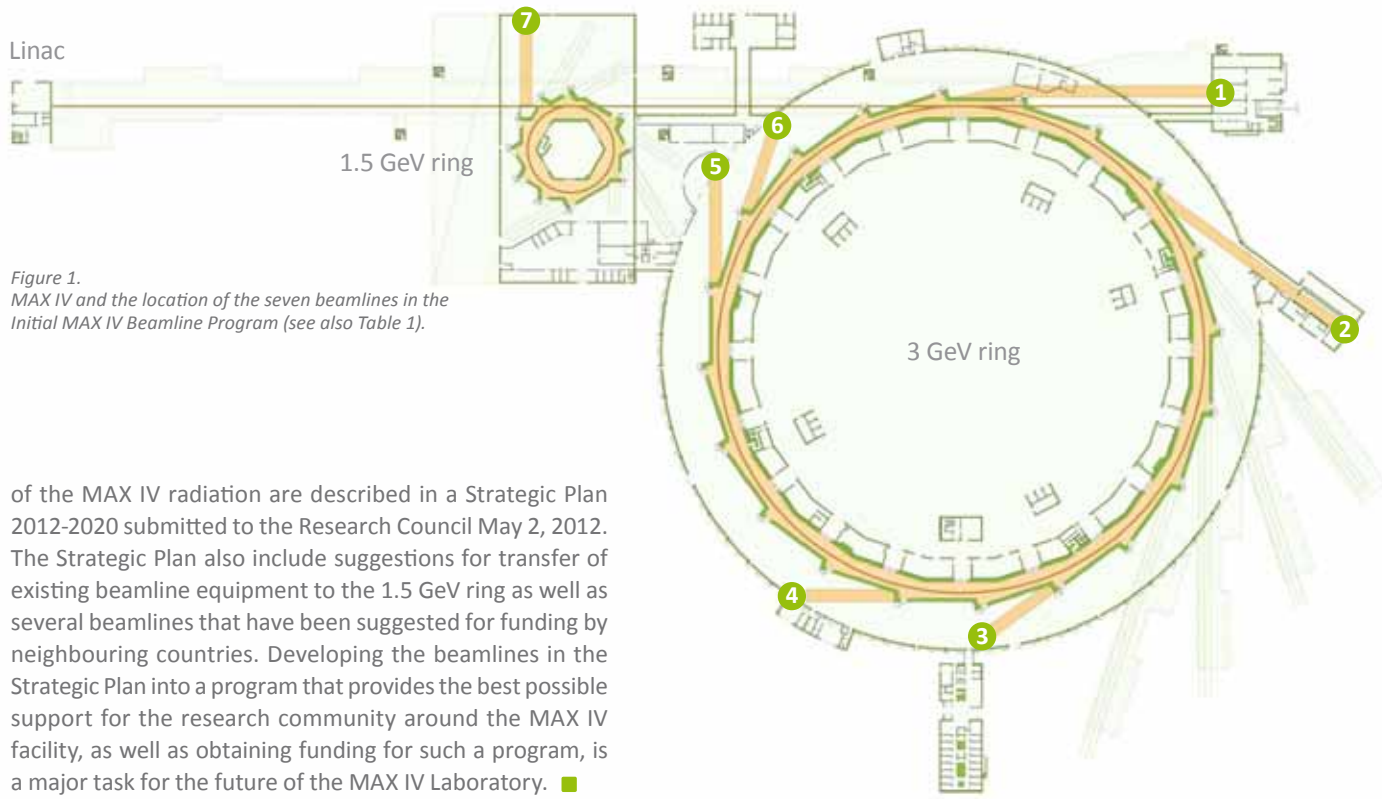 Linac
7
1
6
5
1.5 GeV ring
Figure 1.
MAX IV and the location of the seven beamlines in the
Initial MAX IV Beamline Program (see also Table 1).
2
3 GeV ring
4
3
of the MAX IV radiation are described in a Strategic Plan
2012-2020 submitted to the Research Council May 2, 2012.
The Strategic Plan also include suggestions for transfer of
existing beamline equipment to the 1.5 GeV ring as well as
several beamlines that have been suggested for funding by
neighbouring countries. Developing the beamlines in the
Strategic Plan into a program that provides the best possible
support for the research community around the MAX IV
facility, as well as obtaining funding for such a program, is
a major task for the future of the MAX IV Laboratory.